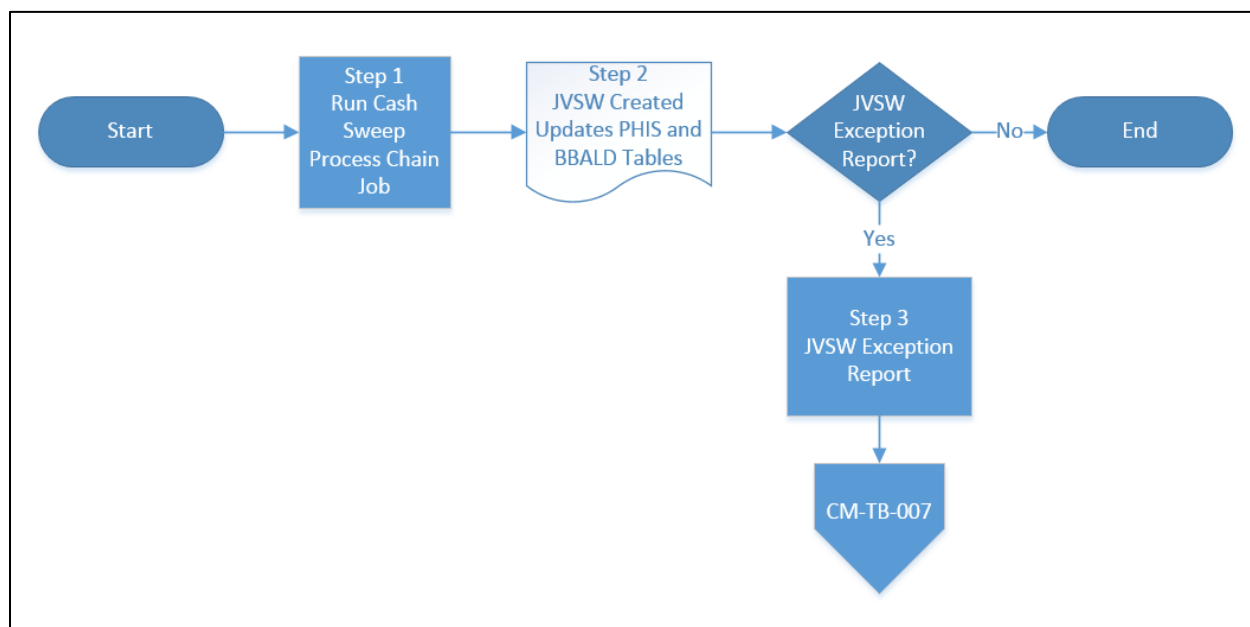 Start
Step 1
Run Cash
Sweep
Process Chain
Job
Step 2
JVSW Created
Updates PHIS and
BBALD Tables
JVSW
Exception
Report?
No
End
Yes
Step 3
JVSW Exception
Report
CM-TB-007